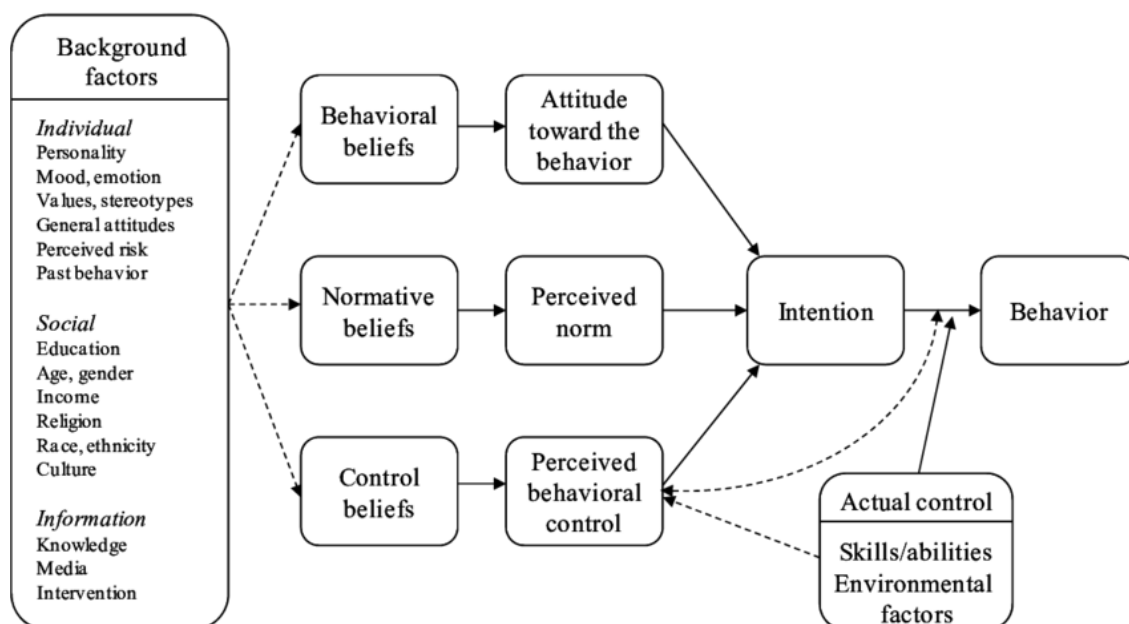 Background
factors
Individual
Personality
Mood, emotion
Values, stereotypes
General attitudes
Perceived risk
Past behavior
Social
Education
Age, gender
Income
Religion
Race, ethnicity
Culture
Information
Knowledge
Media
Intervention
Behavioral
beliefs
Attitude
toward the
behavior
Normative
beliefs
Perceived
norm
Intention
Behavior
Control
beliefs
Perceived
behavioral
control
Actual control
Skills/abilities
Environmental
factors